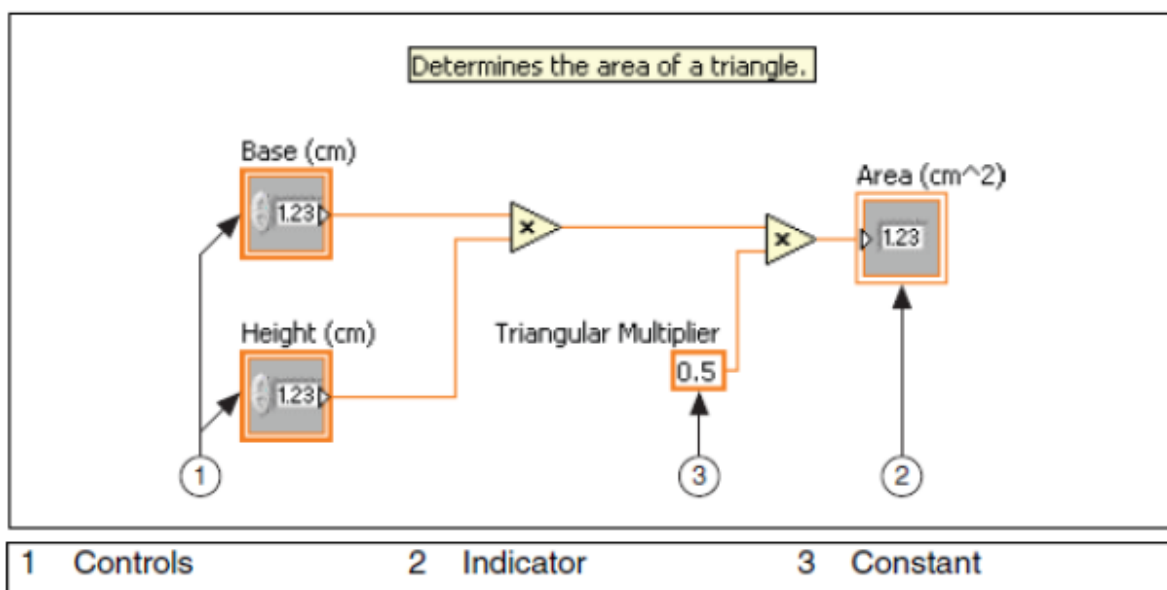 Determines the area of a triangle.
Base (cm)
1.23
×
Area (cm^2)
1.23
×
Height (cm)
1.23
Triangular Multiplier
0.5
1
3
2
1 Controls 2 Indicator 3 Constant